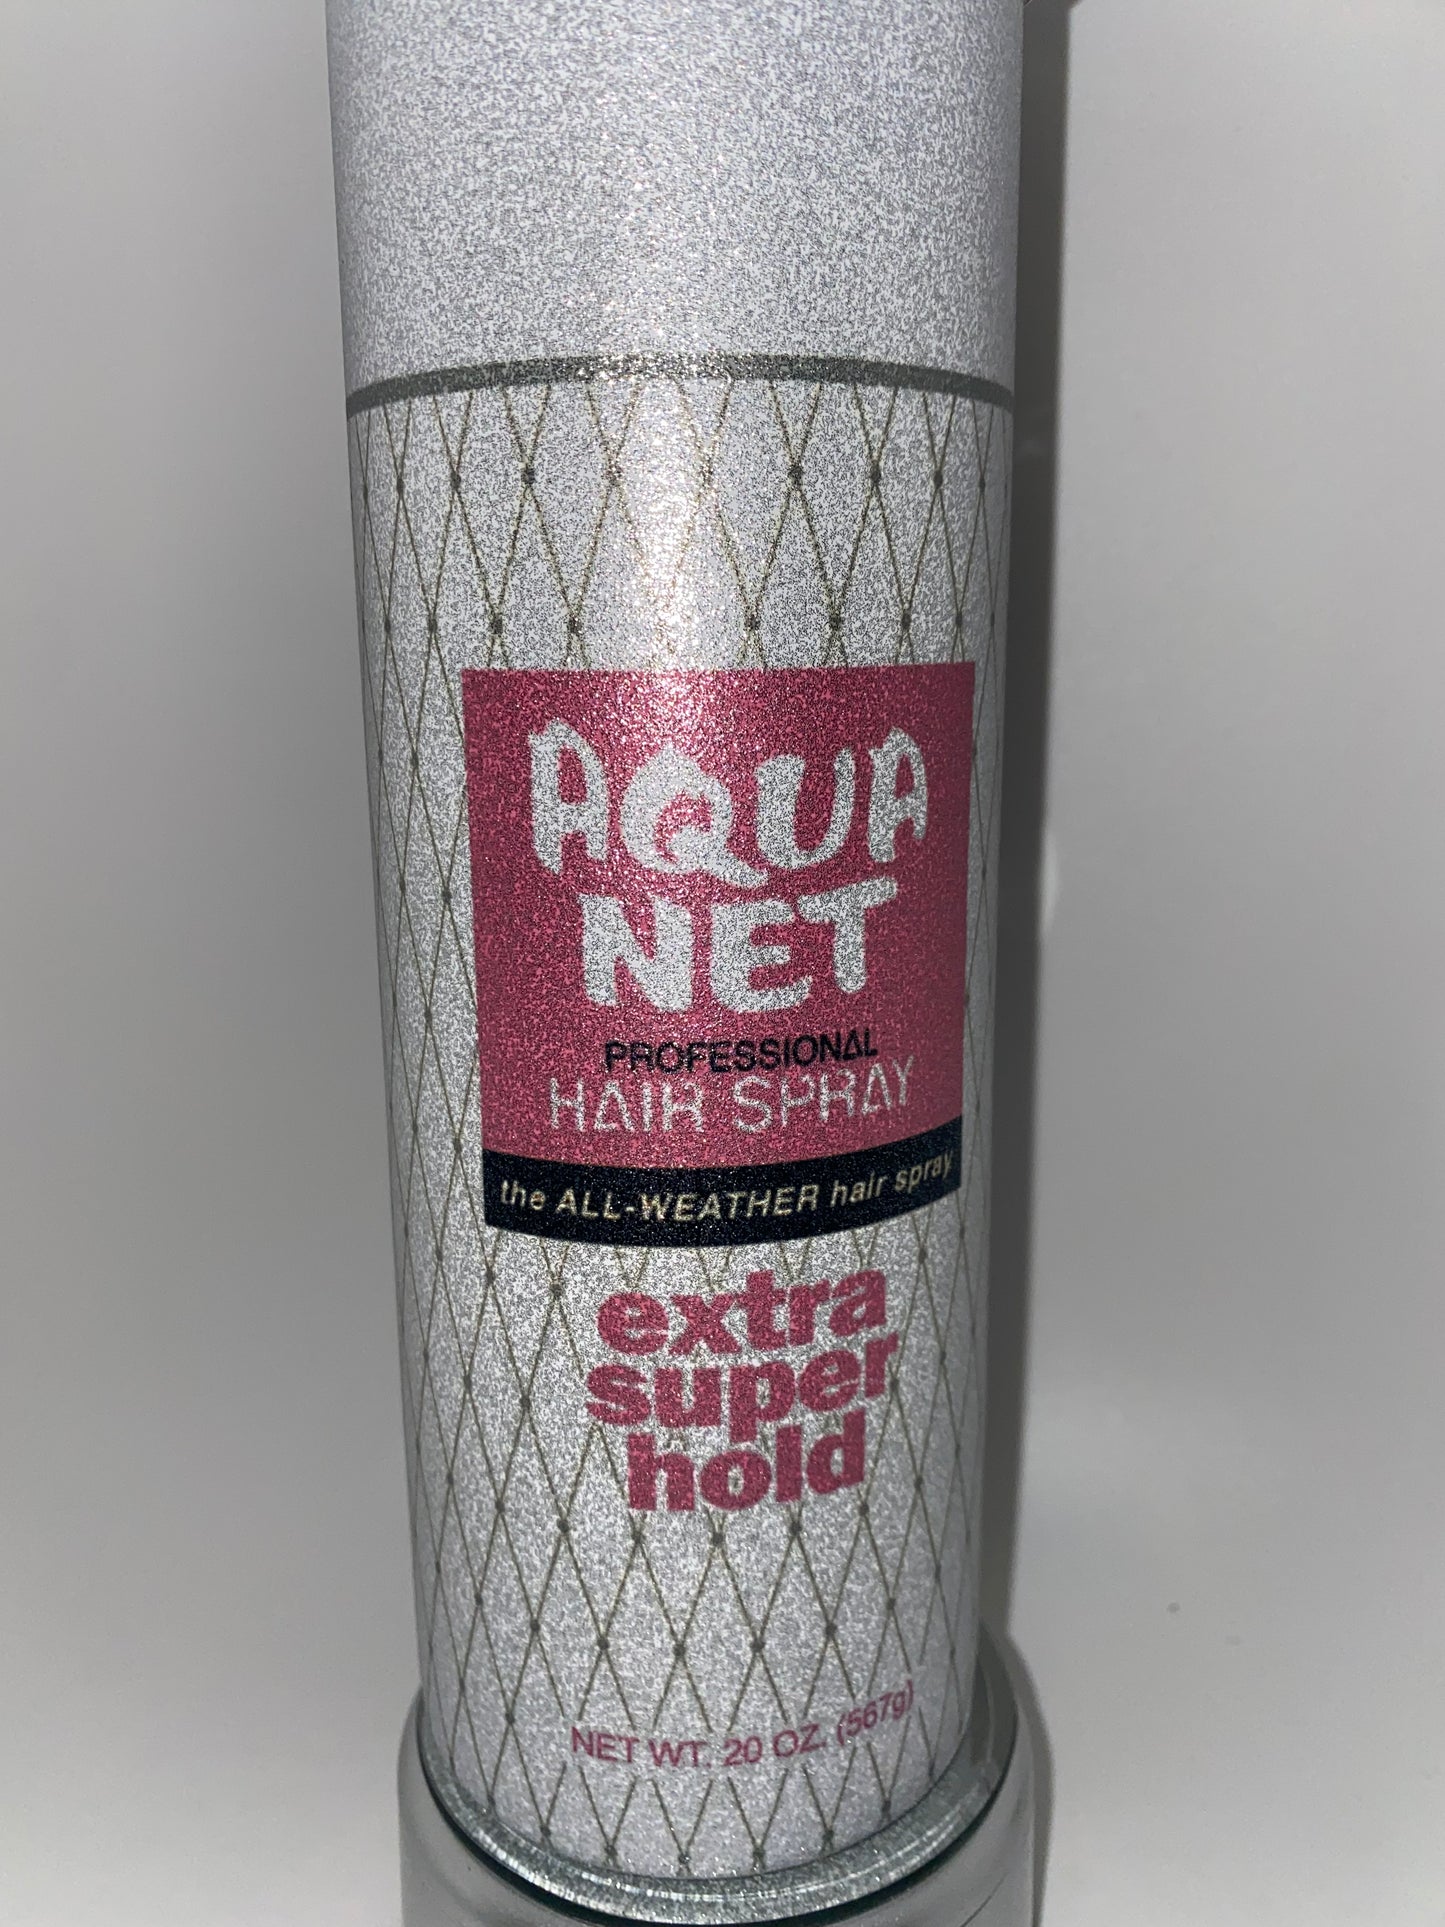 AQUA
NET
PROFESSIONAL
HAIR SPRAY
the ALL-WEATHER hair spray
extra
super
hold
NET WT. 20 OZ. (567g)